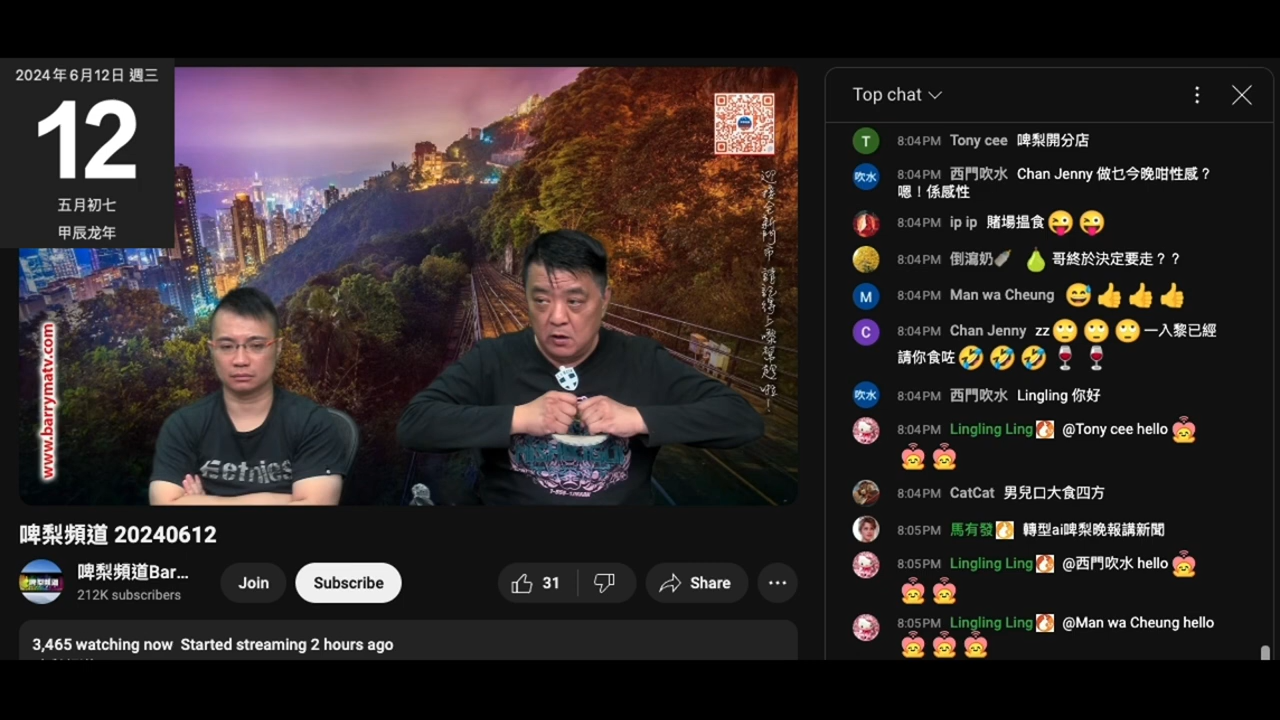 2024年6月12日 週三
12
五月初七
甲辰龙年
www.barrymatv.com
etnies
啤梨頻道 20240612
啤梨頻道Bar...
212K subscribers
Join
Subscribe
31
Share
3,465 watching now Started streaming 2 hours ago
Top chat
T 8:04PM Tony cee 啤梨開分店
吹水 8:04PM 西門吹水 Chan Jenny 做乜今晚咁性感？
嗯！係感性
8:04PM ip ip 賭場搵食😜😜
8:04PM 倒瀉奶🍼 🍐哥終於決定要走？？
M 8:04PM Man wa Cheung 😅👍👍👍
C 8:04PM Chan Jenny zz🙄🙄🙄一入黎已經
請你食咗🤣🤣🤣🍷🍷
吹水 8:04PM 西門吹水 Lingling 你好
8:04PM Lingling Ling @Tony cee hello
8:04PM CatCat 男兒口大食四方
8:05PM 馬有發 轉型ai啤梨晚報講新聞
8:05PM Lingling Ling @西門吹水 hello
8:05PM Lingling Ling @Man wa Cheung hello